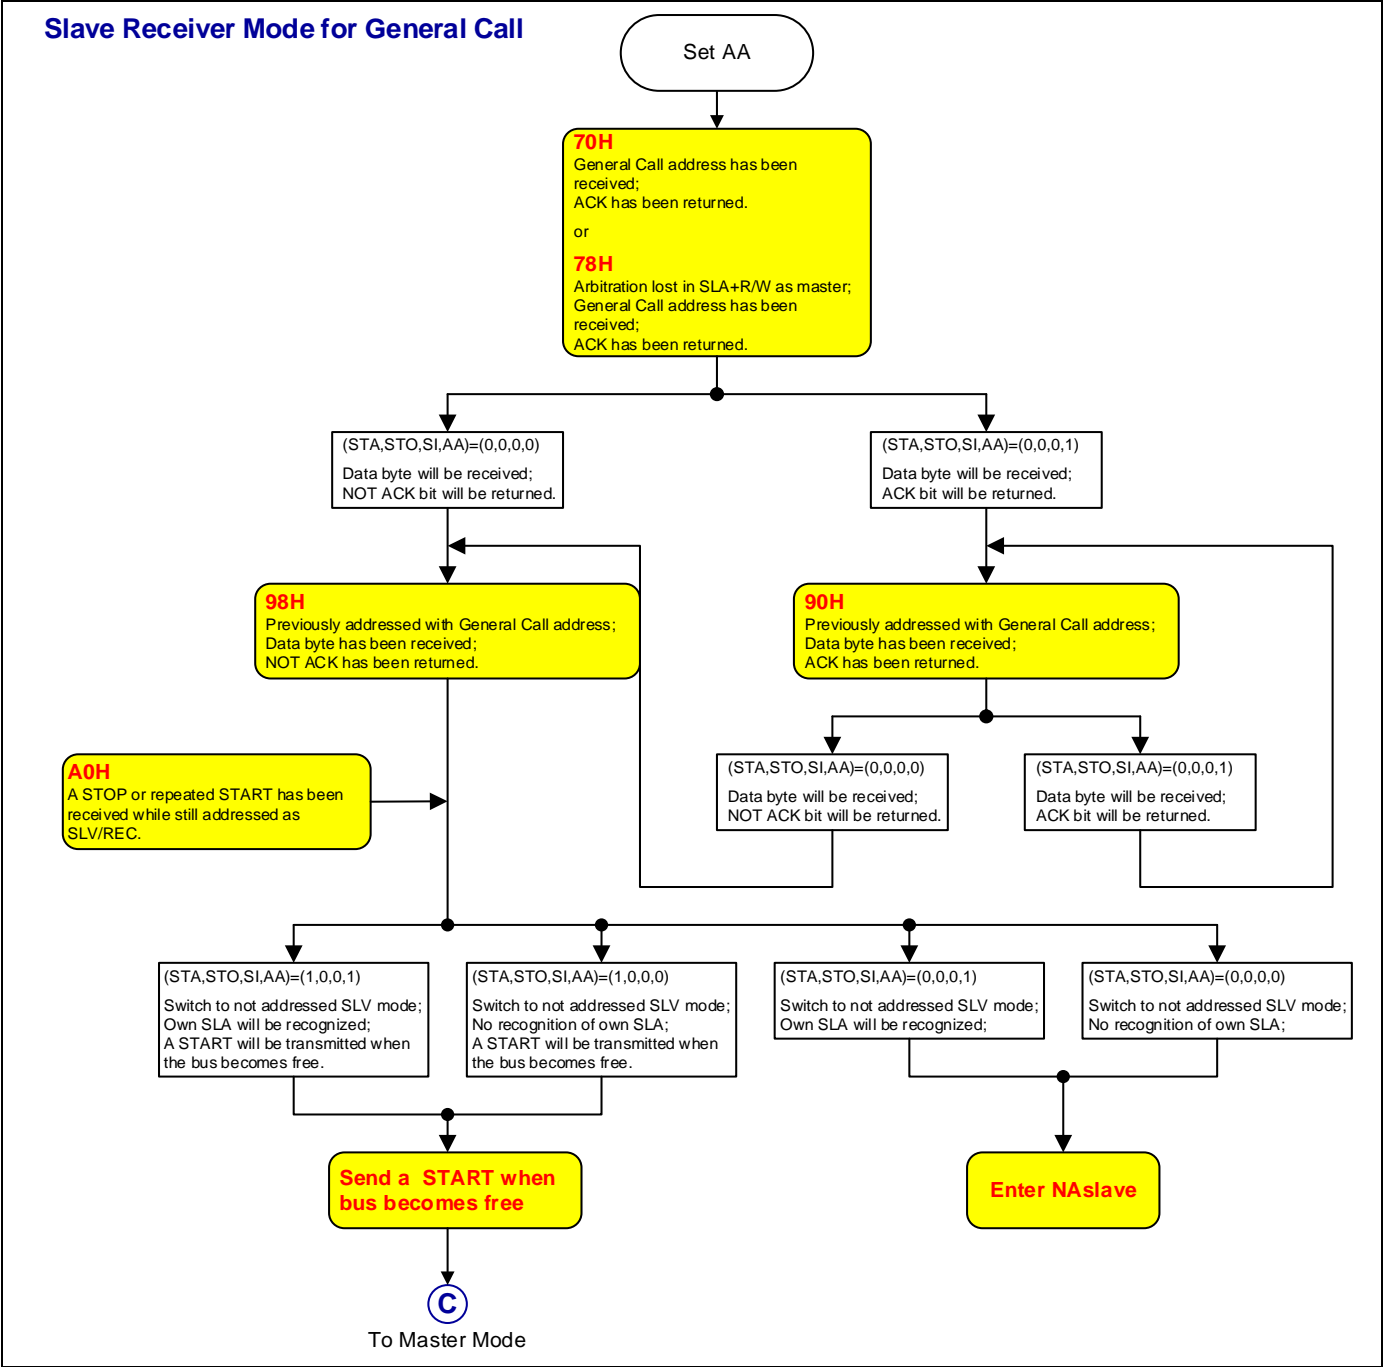 Slave Receiver Mode for General Call
Set AA
70H
General Call address has been
received;
ACK has been returned.
or
78H
Arbitration lost in SLA+R/W as master;
General Call address has been
received;
ACK has been returned.
(STA,STO,SI,AA)=(0,0,0,0)
Data byte will be received;
NOT ACK bit will be returned.
(STA,STO,SI,AA)=(0,0,0,1)
Data byte will be received;
ACK bit will be returned.
98H
Previously addressed with General Call address;
Data byte has been received;
NOT ACK has been returned.
90H
Previously addressed with General Call address;
Data byte has been received;
ACK has been returned.
(STA,STO,SI,AA)=(0,0,0,0)
Data byte will be received;
NOT ACK bit will be returned.
(STA,STO,SI,AA)=(0,0,0,1)
Data byte will be received;
ACK bit will be returned.
A0H
A STOP or repeated START has been
received while still addressed as
SLV/REC.
(STA,STO,SI,AA)=(1,0,0,1)
Switch to not addressed SLV mode;
Own SLA will be recognized;
A START will be transmitted when
the bus becomes free.
(STA,STO,SI,AA)=(1,0,0,0)
Switch to not addressed SLV mode;
No recognition of own SLA;
A START will be transmitted when
the bus becomes free.
(STA,STO,SI,AA)=(0,0,0,1)
Switch to not addressed SLV mode;
Own SLA will be recognized;
(STA,STO,SI,AA)=(0,0,0,0)
Switch to not addressed SLV mode;
No recognition of own SLA;
Send a START when
bus becomes free
Enter NAslave
C
To Master Mode